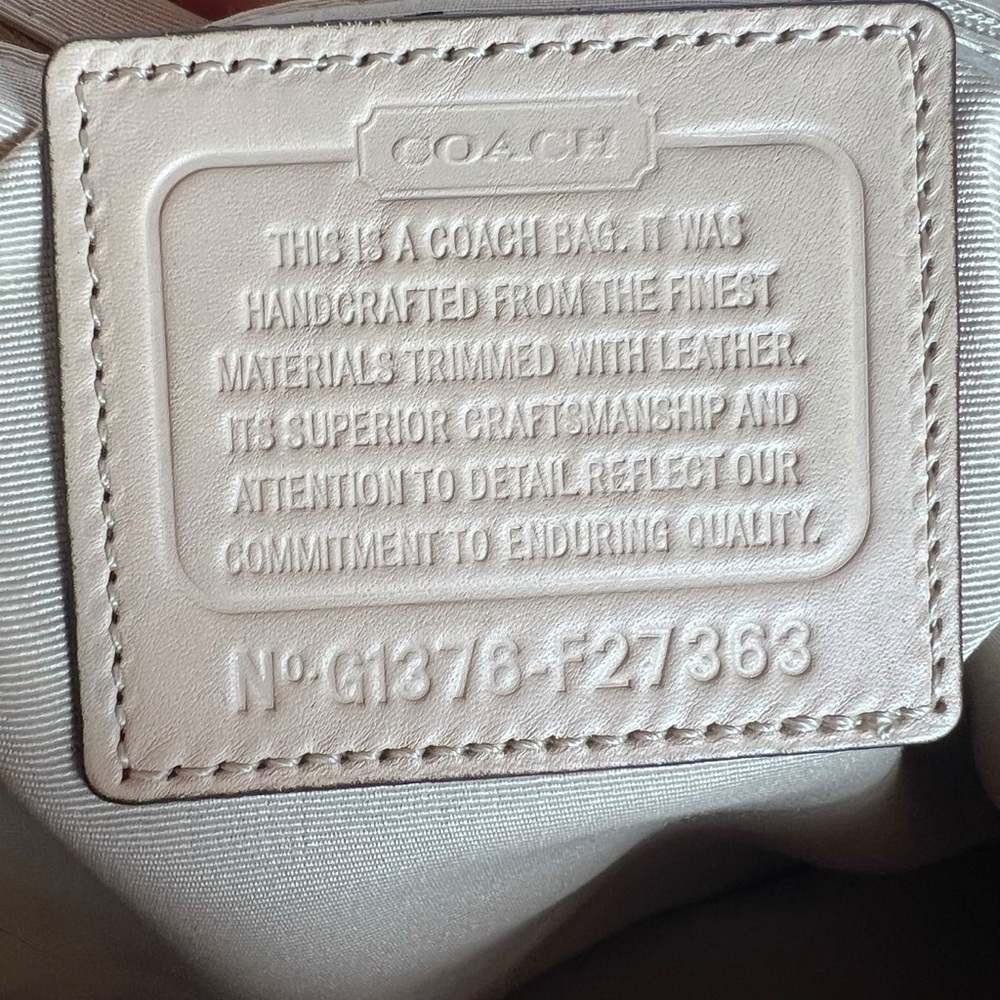 COACH
THIS IS A COACH BAG. IT WAS
HANDCRAFTED FROM THE FINEST
MATERIALS TRIMMED WITH LEATHER.
ITS SUPERIOR CRAFTSMANSHIP AND
ATTENTION TO DETAIL REFLECT OUR
COMMITMENT TO ENDURING QUALITY.
Nº-G1376-F27363